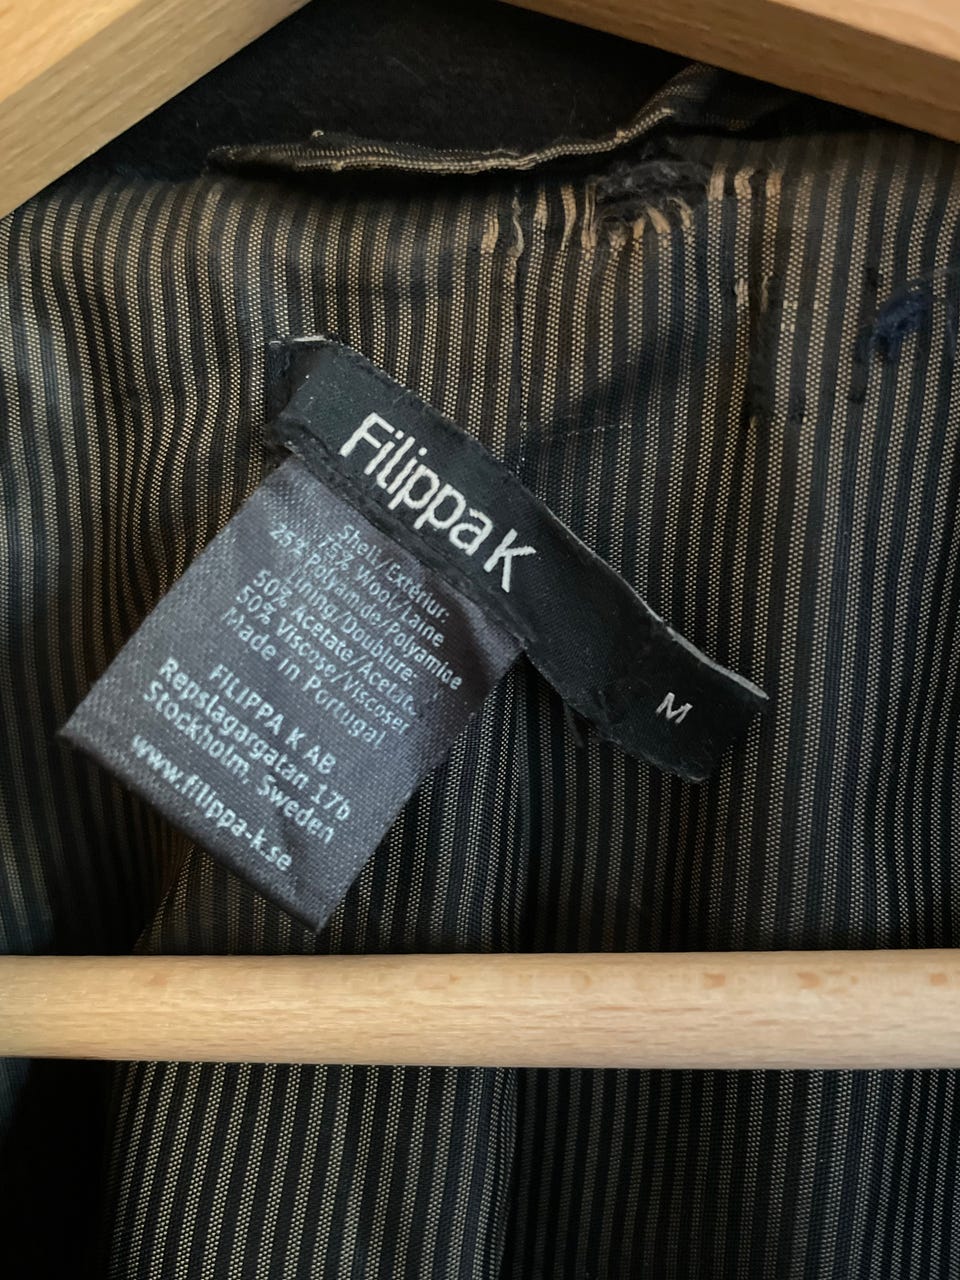 Filippa K
M
Shell/Exteriur:
75% Wool/Laine
25% Polyamide/Polyamide
Lining/Doublure:
50% Acetate/Acetate
50% Viscose/Viscose
Made in Portugal
FILIPPA K AB
Repslagargatan 17b
Stockholm, Sweden
www.filippa-k.se